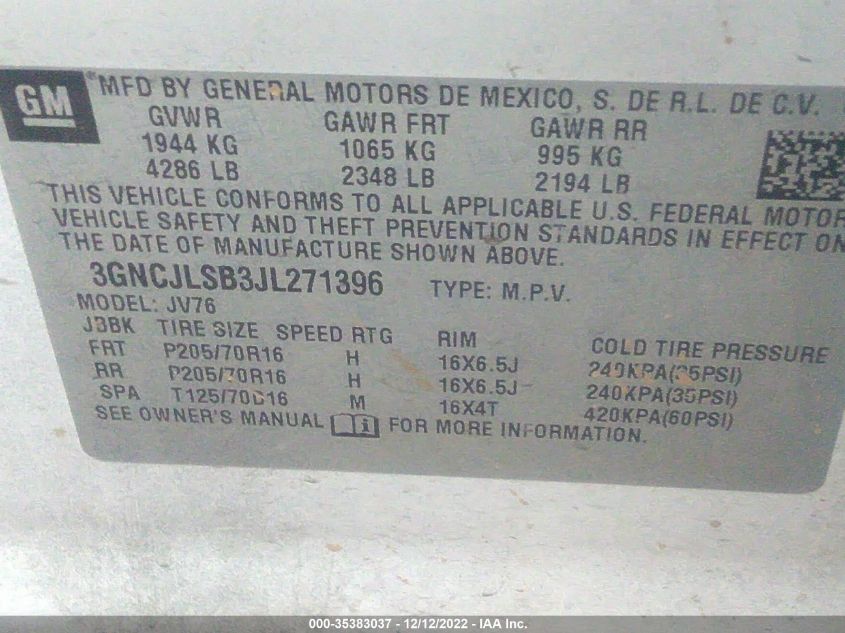 GM
MFD BY GENERAL MOTORS DE MEXICO, S. DE R.L. DE C.V.
GVWR GAWR FRT GAWR RR
1944 KG 1065 KG 995 KG
4286 LB 2348 LB 2194 LB
THIS VEHICLE CONFORMS TO ALL APPLICABLE U.S. FEDERAL MOTOR
VEHICLE SAFETY AND THEFT PREVENTION STANDARDS IN EFFECT ON
THE DATE OF MANUFACTURE SHOWN ABOVE.
3GNCJLSB3JL271396 TYPE: M.P.V.
MODEL: JV76
JBBK TIRE SIZE SPEED RTG RIM COLD TIRE PRESSURE
FRT P205/70R16 H 16X6.5J 240KPA(35PSI)
RR P205/70R16 H 16X6.5J 240KPA(35PSI)
SPA T125/70D16 M 16X4T 420KPA(60PSI)
SEE OWNER'S MANUAL i FOR MORE INFORMATION.
000-35383037 - 12/12/2022 - IAA Inc.